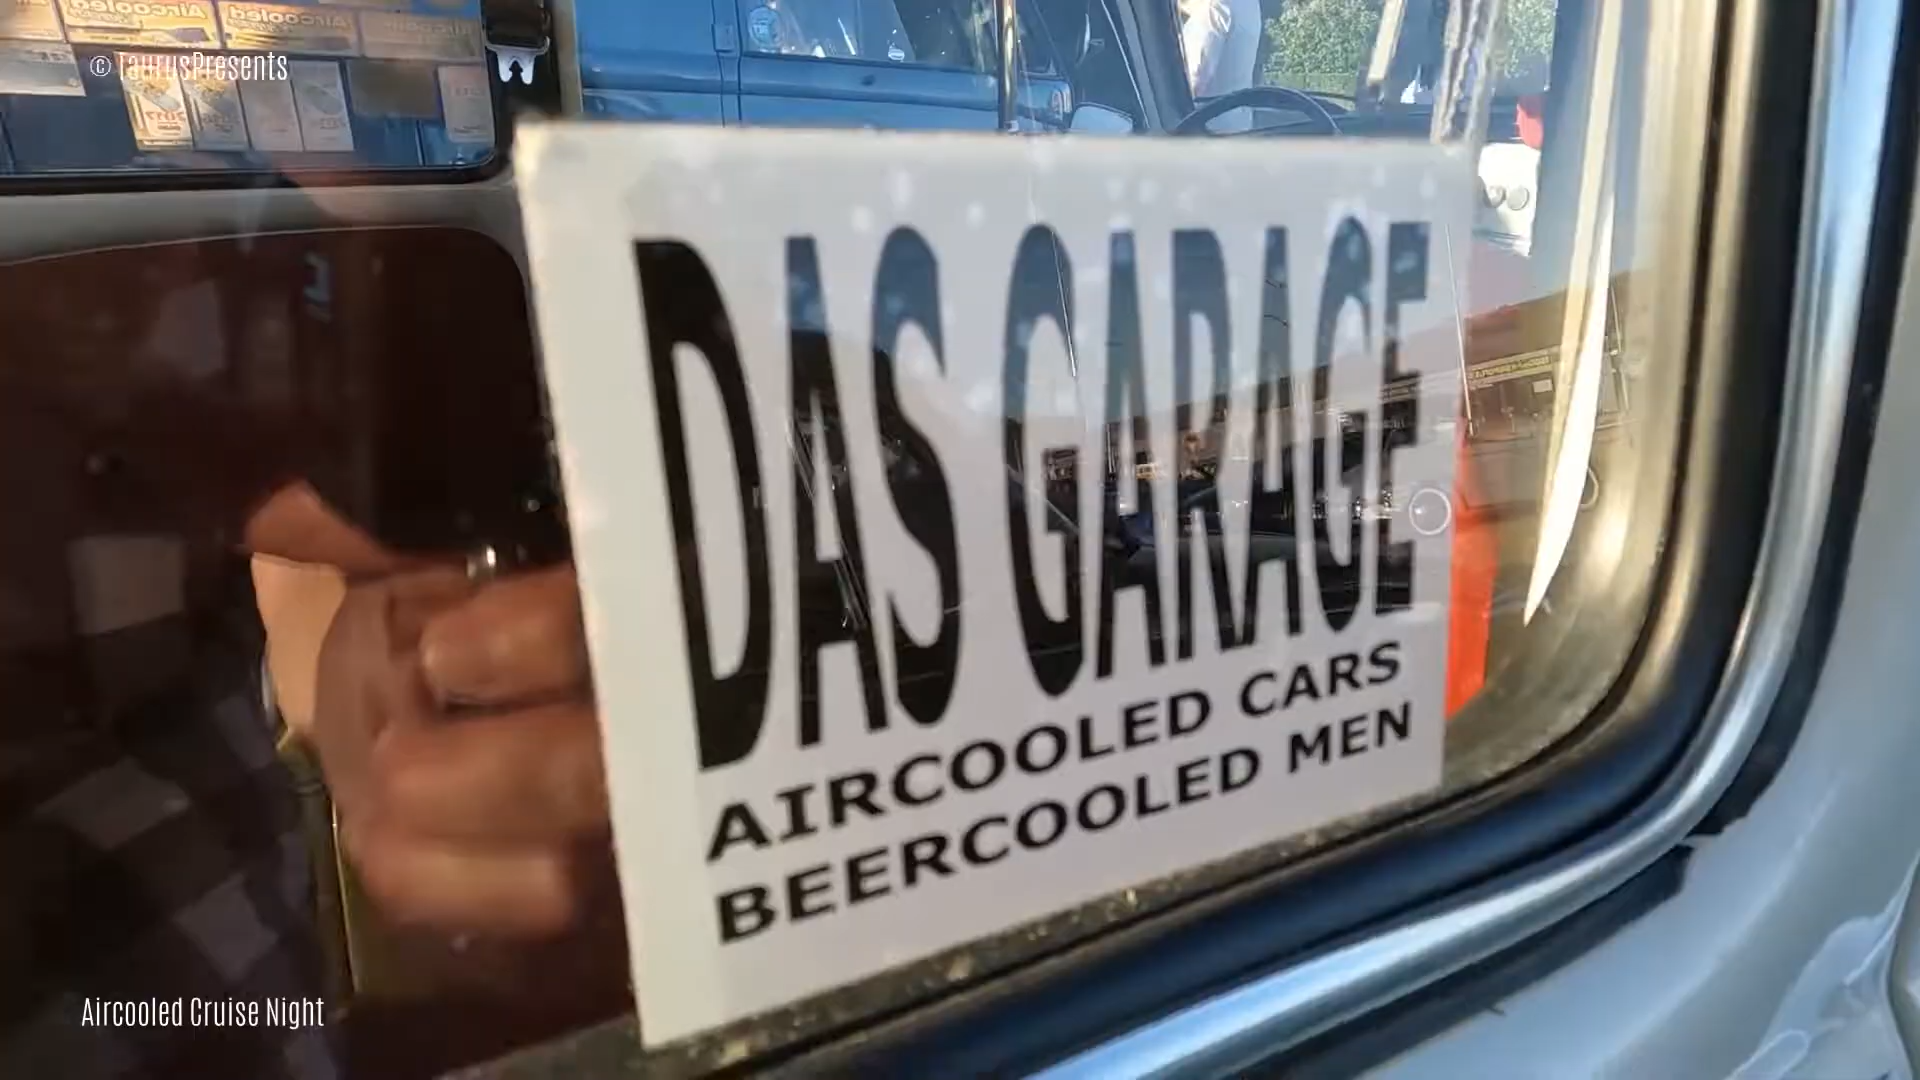 © TaurusPresents
DAS GARAGE
AIRCOOLED CARS
BEERCOOLED MEN
Aircooled Cruise Night